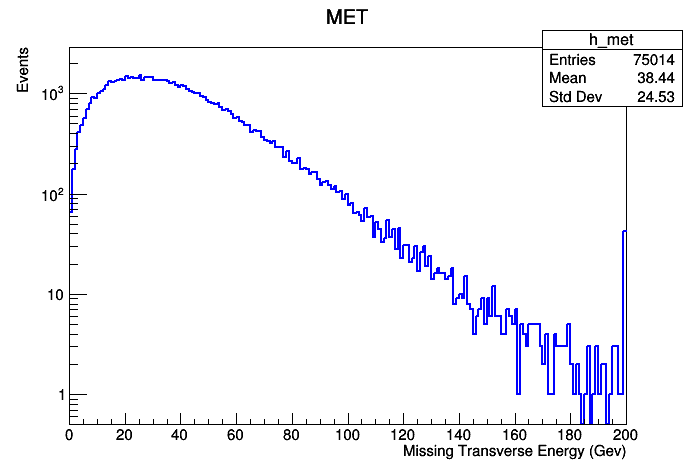 MET
h_met
Entries 75014
Mean 38.44
Std Dev 24.53
Events
10³
10²
10
1
0 20 40 60 80 100 120 140 160 180 200
Missing Transverse Energy (Gev)